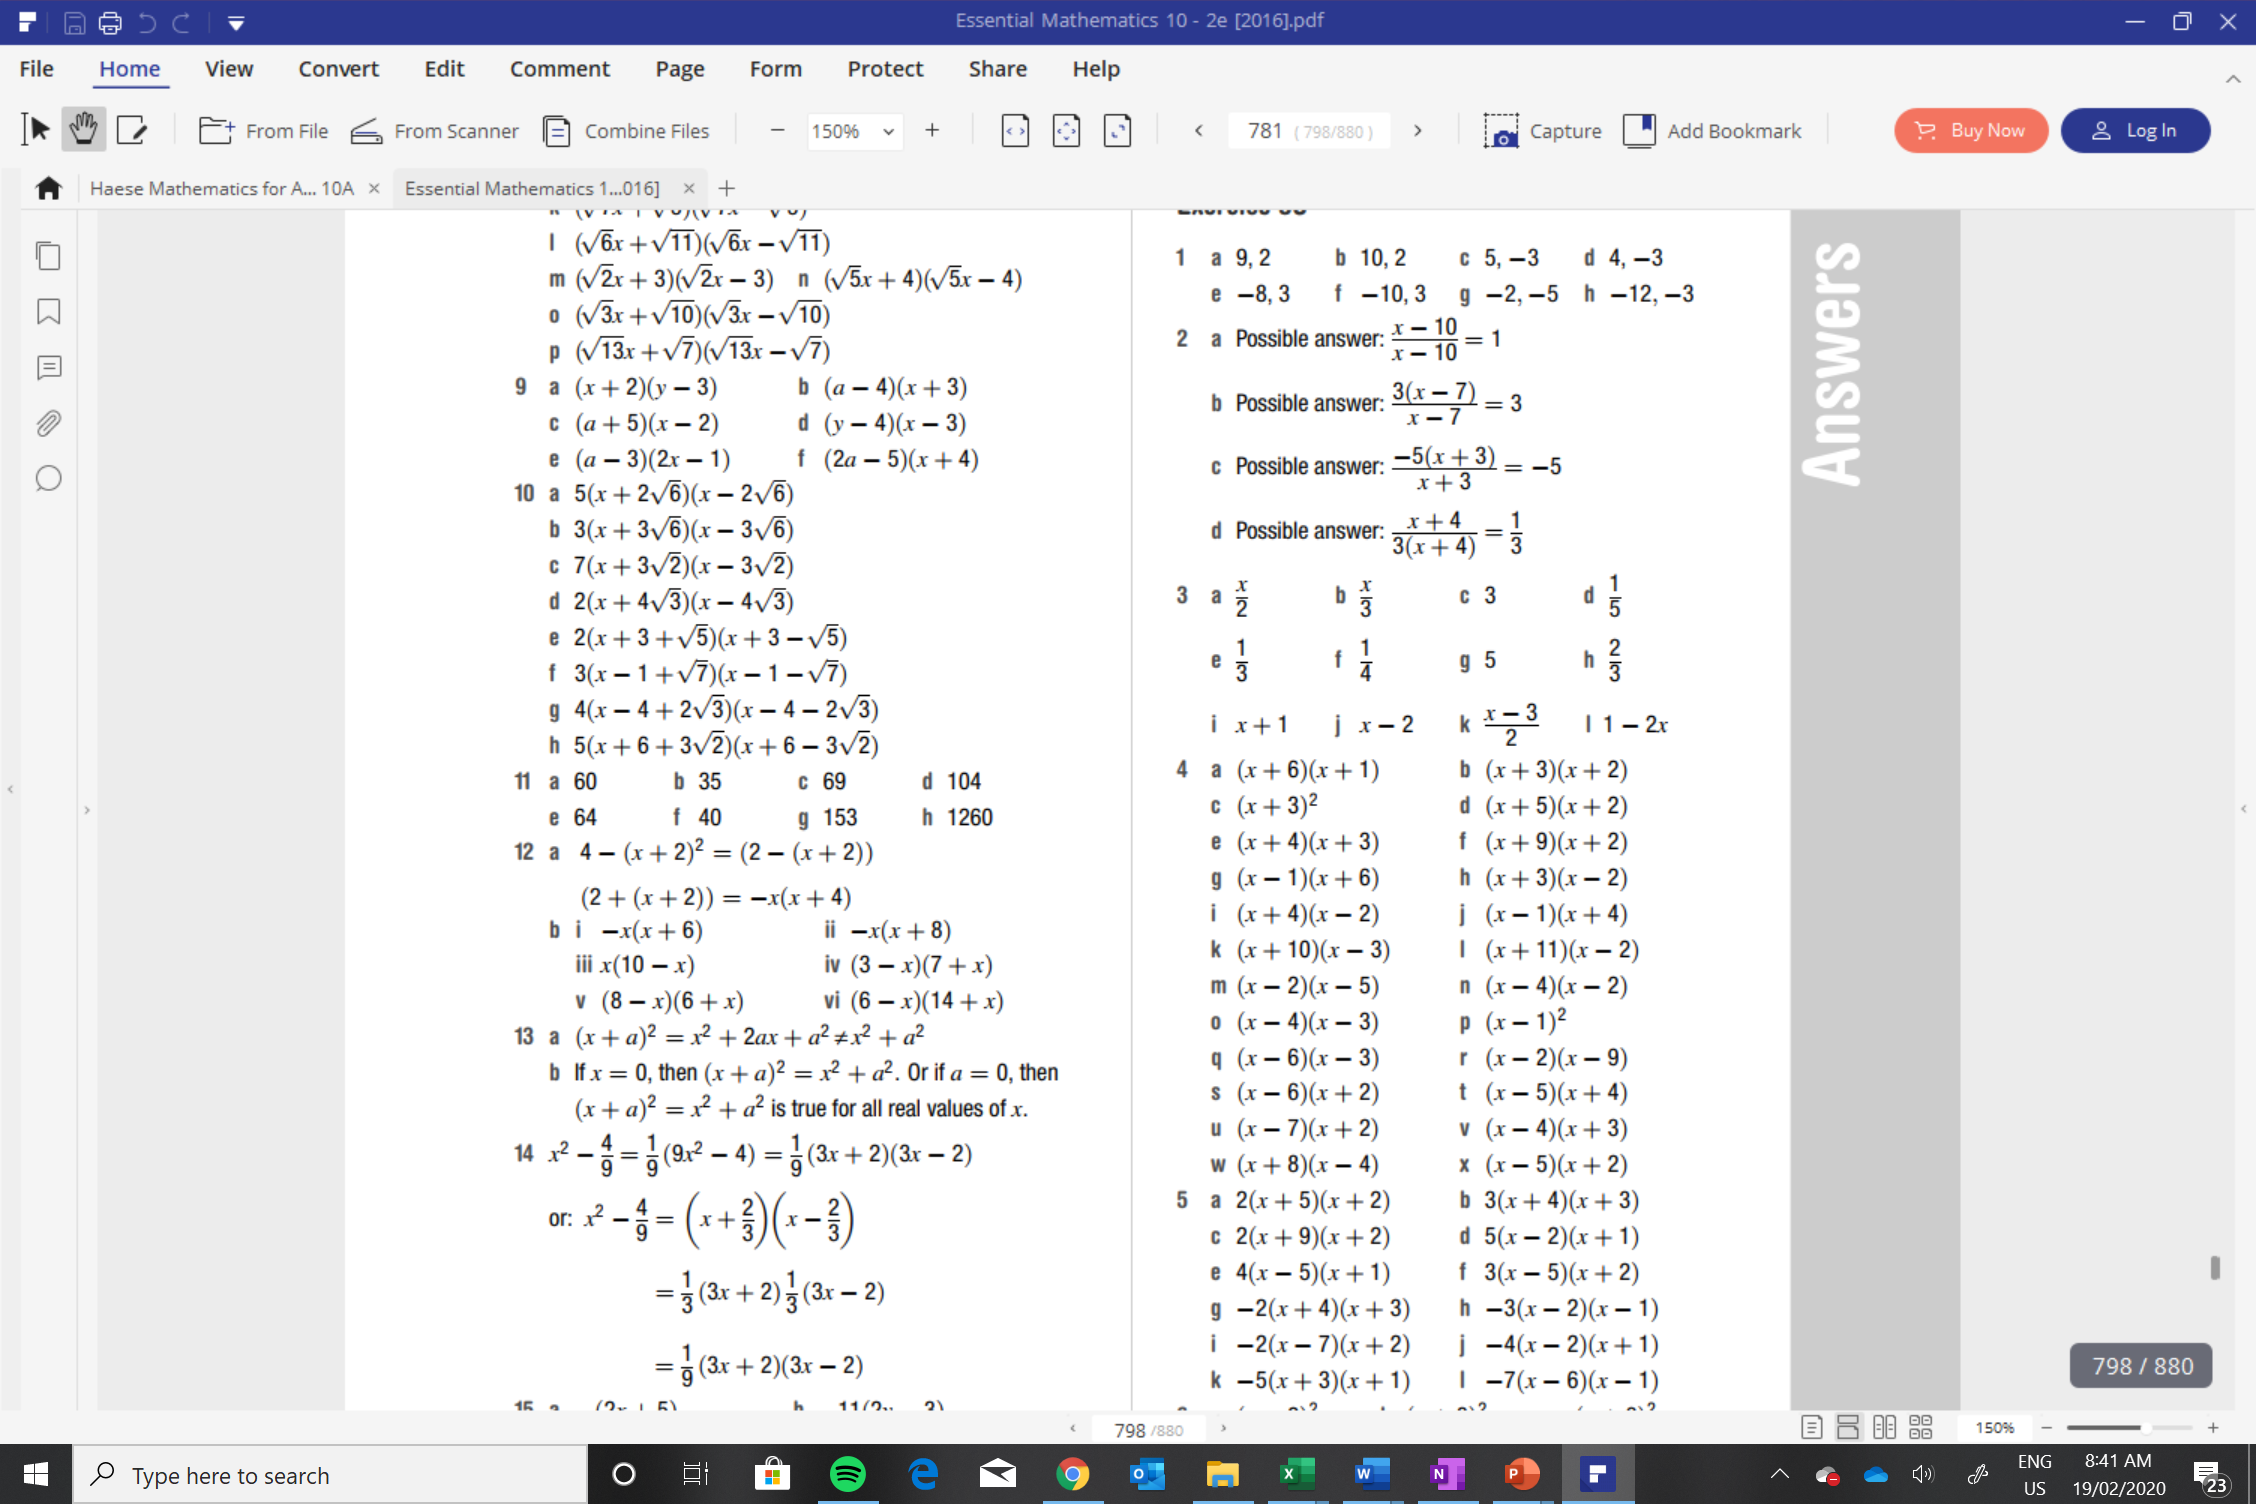 Essential Mathematics 10 - 2e [2016].pdf
File Home View Convert Edit Comment Page Form Protect Share Help
From File From Scanner Combine Files 150% 781 (798/880) Capture Add Bookmark Buy Now Log In
Haese Mathematics for A... 10A × Essential Mathematics 1...016] × +
l (√6x + √11)(√6x − √11)
m (√2x + 3)(√2x − 3) n (√5x + 4)(√5x − 4)
o (√3x + √10)(√3x − √10)
p (√13x + √7)(√13x − √7)
9 a (x + 2)(y − 3) b (a − 4)(x + 3)
c (a + 5)(x − 2) d (y − 4)(x − 3)
e (a − 3)(2x − 1) f (2a − 5)(x + 4)
10 a 5(x + 2√6)(x − 2√6)
b 3(x + 3√6)(x − 3√6)
c 7(x + 3√2)(x − 3√2)
d 2(x + 4√3)(x − 4√3)
e 2(x + 3 + √5)(x + 3 − √5)
f 3(x − 1 + √7)(x − 1 − √7)
g 4(x − 4 + 2√3)(x − 4 − 2√3)
h 5(x + 6 + 3√2)(x + 6 − 3√2)
11 a 60 b 35 c 69 d 104
e 64 f 40 g 153 h 1260
12 a 4 − (x + 2)² = (2 − (x + 2))
(2 + (x + 2)) = −x(x + 4)
b i −x(x + 6) ii −x(x + 8)
iii x(10 − x) iv (3 − x)(7 + x)
v (8 − x)(6 + x) vi (6 − x)(14 + x)
13 a (x + a)² = x² + 2ax + a² ≠ x² + a²
b If x = 0, then (x + a)² = x² + a². Or if a = 0, then
(x + a)² = x² + a² is true for all real values of x.
14 x² − 4/9 = 1/9(9x² − 4) = 1/9(3x + 2)(3x − 2)
or: x² − 4/9 = (x + 2/3)(x − 2/3)
= 1/3(3x + 2)1/3(3x − 2)
= 1/9(3x + 2)(3x − 2)
1 a 9, 2 b 10, 2 c 5, −3 d 4, −3
e −8, 3 f −10, 3 g −2, −5 h −12, −3
2 a Possible answer: (x − 10)/(x − 10) = 1
b Possible answer: 3(x − 7)/(x − 7) = 3
c Possible answer: −5(x + 3)/(x + 3) = −5
d Possible answer: (x + 4)/3(x + 4) = 1/3
3 a x/2 b x/3 c 3 d 1/5
e 1/3 f 1/4 g 5 h 2/3
i x + 1 j x − 2 k (x − 3)/2 l 1 − 2x
4 a (x + 6)(x + 1) b (x + 3)(x + 2)
c (x + 3)² d (x + 5)(x + 2)
e (x + 4)(x + 3) f (x + 9)(x + 2)
g (x − 1)(x + 6) h (x + 3)(x − 2)
i (x + 4)(x − 2) j (x − 1)(x + 4)
k (x + 10)(x − 3) l (x + 11)(x − 2)
m (x − 2)(x − 5) n (x − 4)(x − 2)
o (x − 4)(x − 3) p (x − 1)²
q (x − 6)(x − 3) r (x − 2)(x − 9)
s (x − 6)(x + 2) t (x − 5)(x + 4)
u (x − 7)(x + 2) v (x − 4)(x + 3)
w (x + 8)(x − 4) x (x − 5)(x + 2)
5 a 2(x + 5)(x + 2) b 3(x + 4)(x + 3)
c 2(x + 9)(x + 2) d 5(x − 2)(x + 1)
e 4(x − 5)(x + 1) f 3(x − 5)(x + 2)
g −2(x + 4)(x + 3) h −3(x − 2)(x − 1)
i −2(x − 7)(x + 2) j −4(x − 2)(x + 1)
k −5(x + 3)(x + 1) l −7(x − 6)(x − 1)
Answers
798 / 880
798 /880 150%
Type here to search
ENG 8:41 AM
US 19/02/2020 23